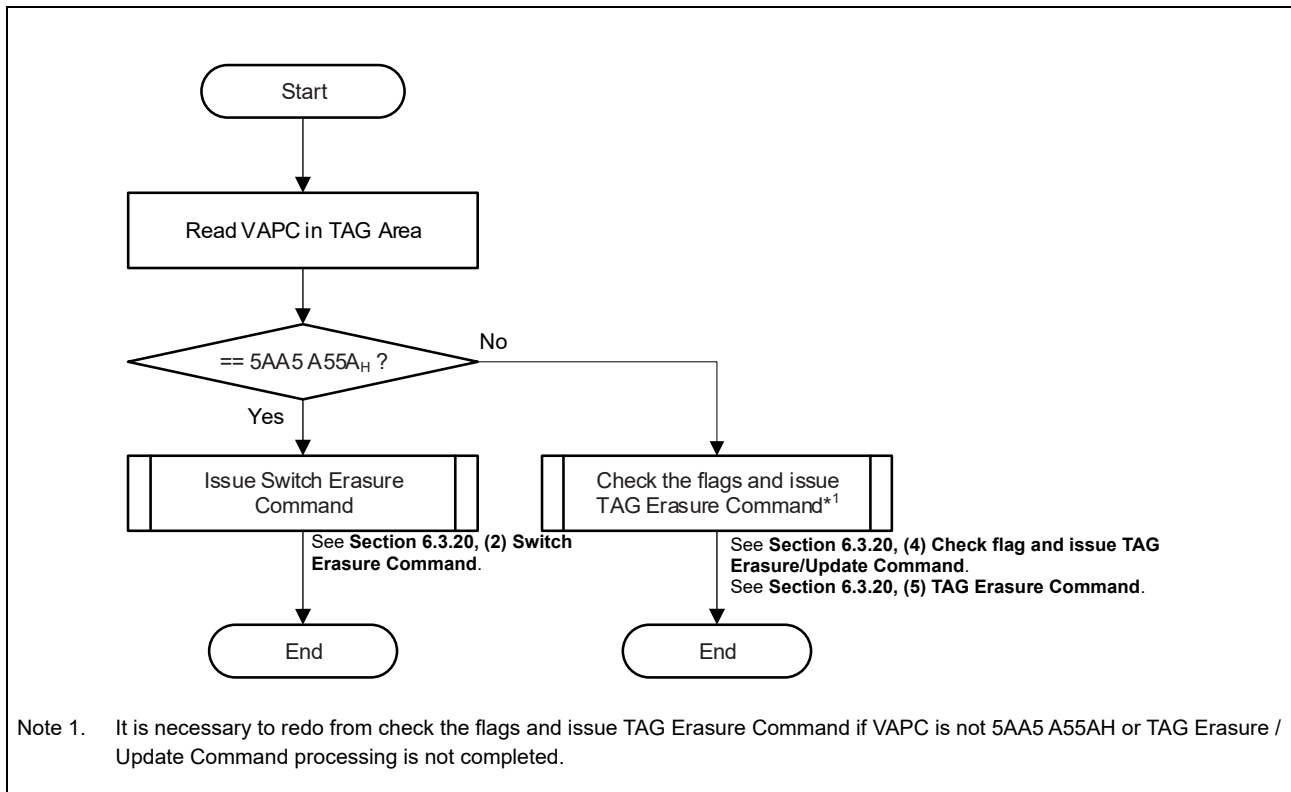 Start
Read VAPC in TAG Area
== 5AA5 A55AH ?
No
Yes
Issue Switch Erasure
Command
Check the flags and issue
TAG Erasure Command*1
See Section 6.3.20, (2) Switch
Erasure Command.
See Section 6.3.20, (4) Check flag and issue TAG
Erasure/Update Command.
See Section 6.3.20, (5) TAG Erasure Command.
End
End
Note 1. It is necessary to redo from check the flags and issue TAG Erasure Command if VAPC is not 5AA5 A55AH or TAG Erasure /
Update Command processing is not completed.